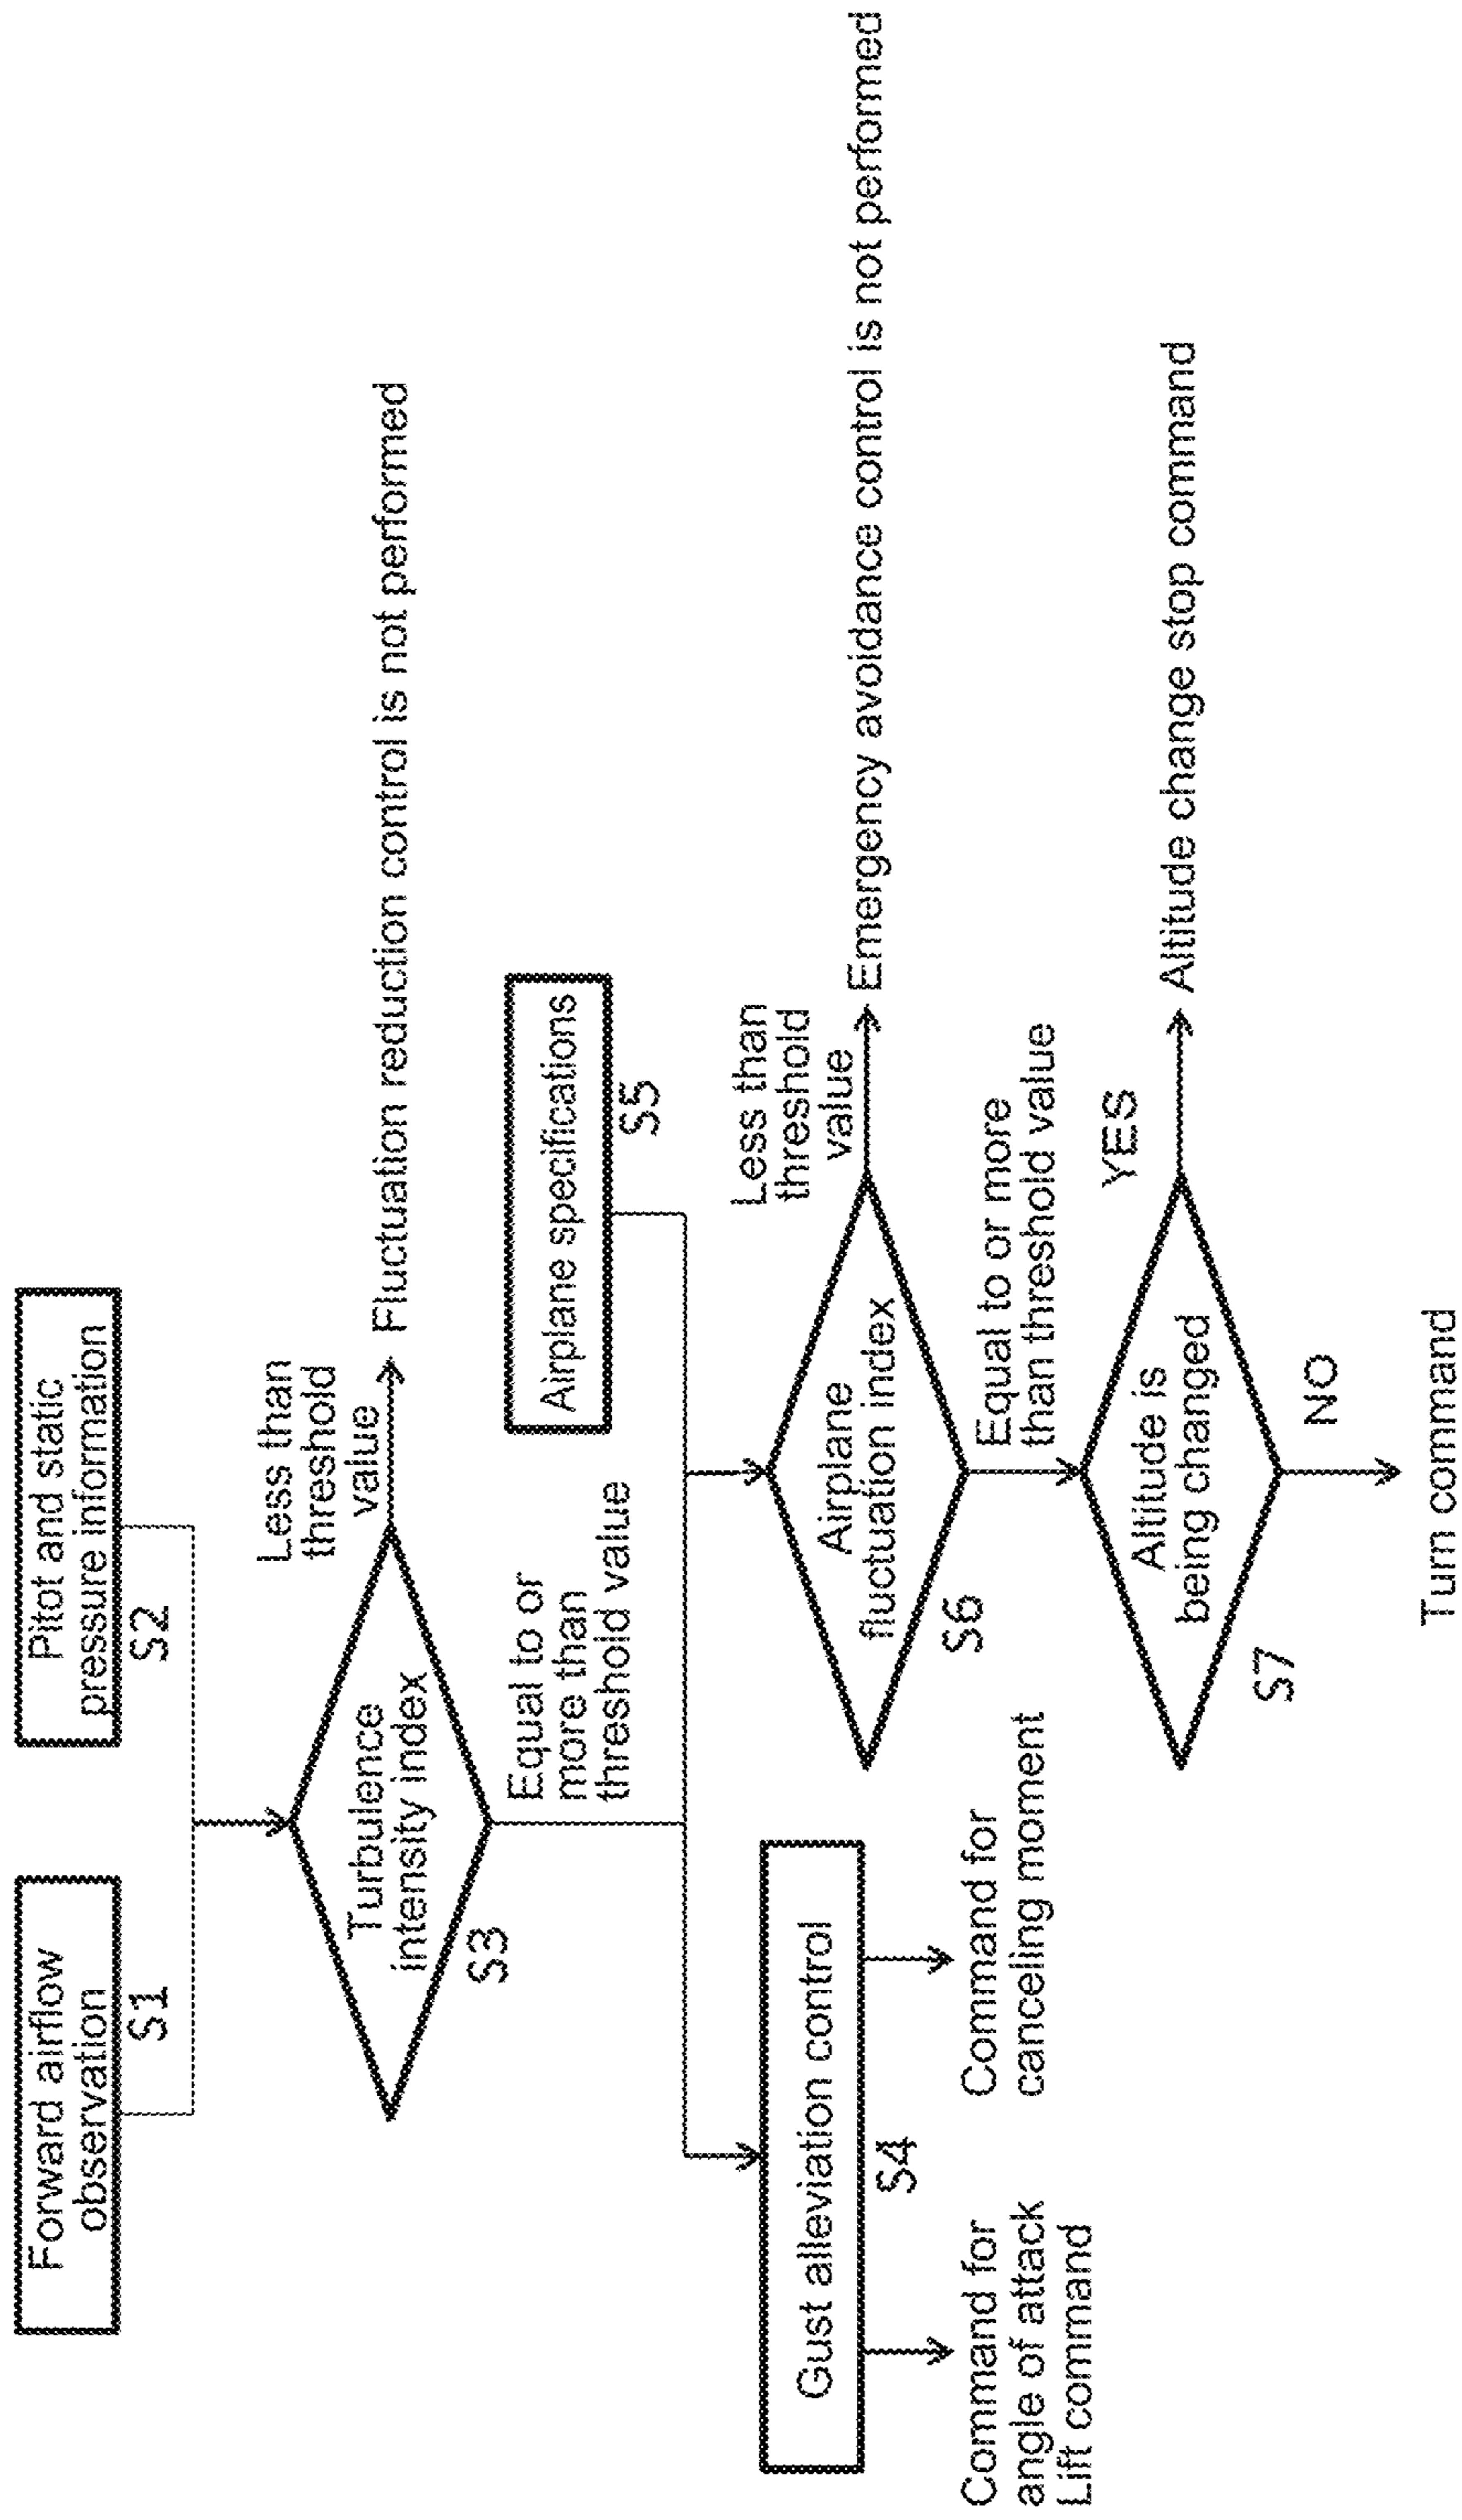 Forward airflow
observation
S1
Pitot and static
pressure information
S2
Turbulence
intensity index
S3
Less than
threshold
value
Fluctuation reduction control is not performed
Equal to or
more than
threshold value
Airplane specifications
S5
Gust alleviation control
S4
Command for
angle of attack
Lift command
Command for
canceling moment
Airplane
fluctuation index
S6
Less than
threshold
value
Emergency avoidance control is not performed
Equal to or more
than threshold value
Altitude is
being changed
S7
YES
Altitude change stop command
NO
Turn command